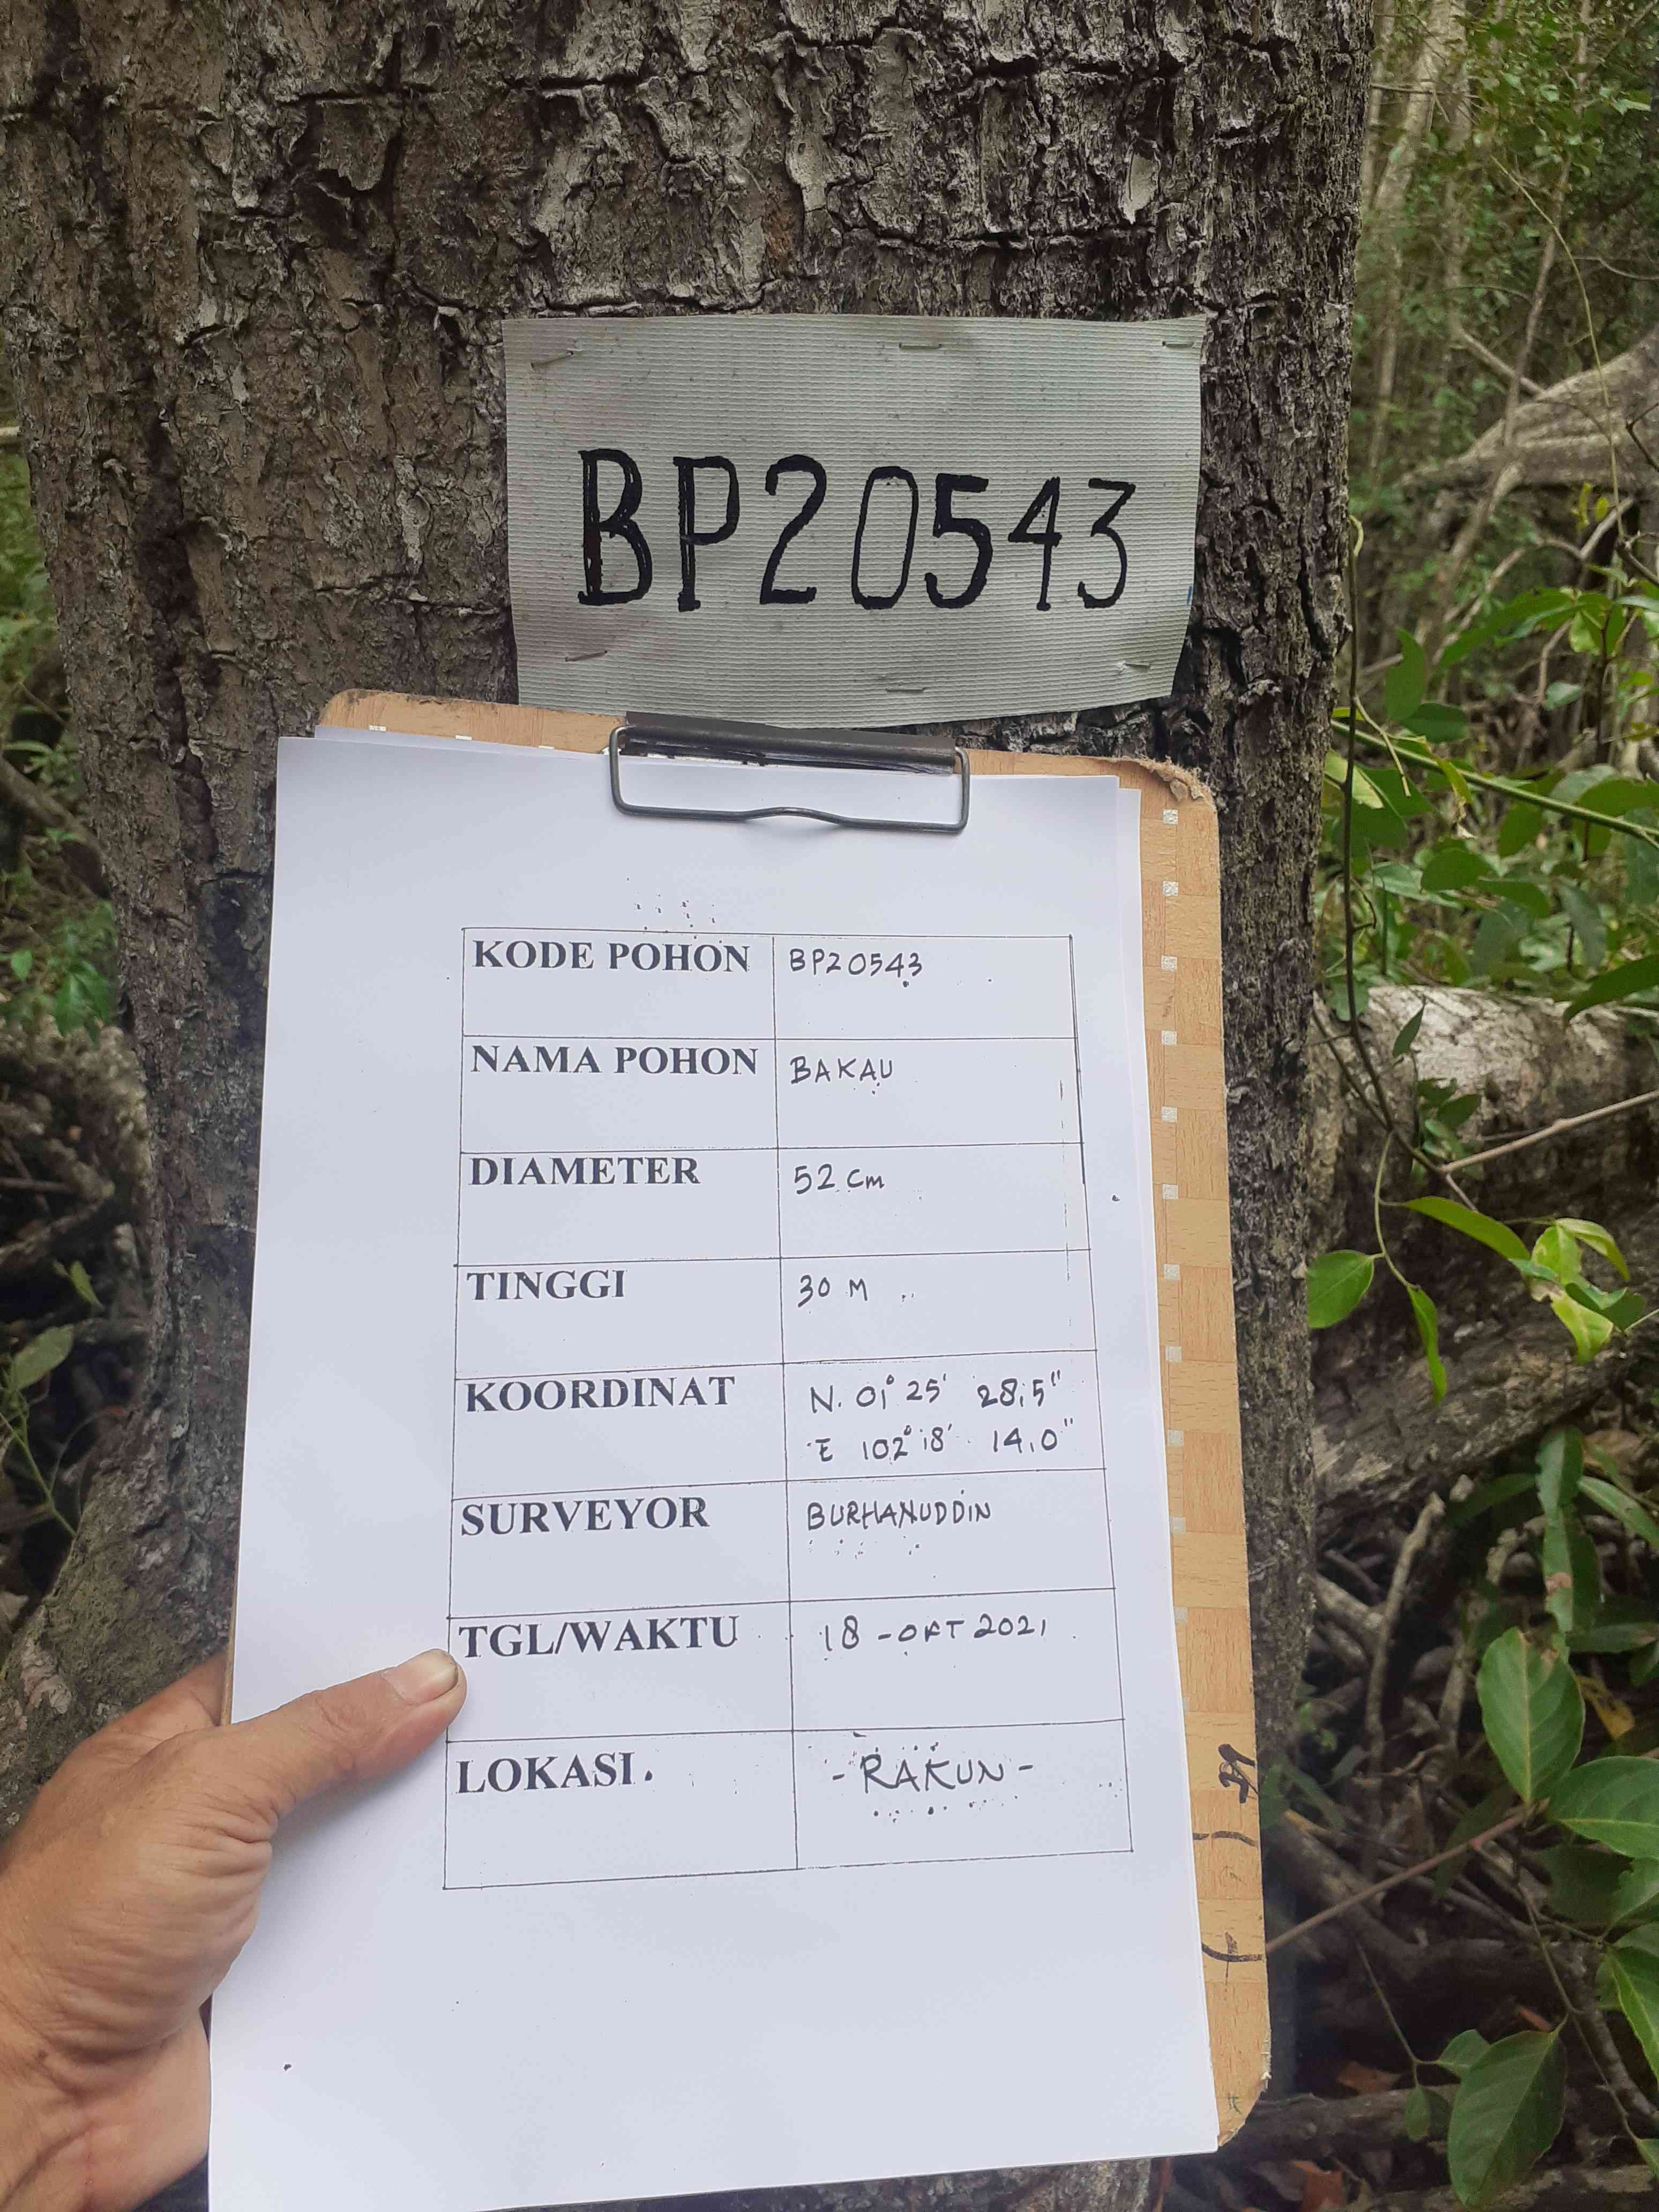 BP20543
KODE POHON BP20543
NAMA POHON BAKAU
DIAMETER 52 Cm
TINGGI 30 M
KOORDINAT N. 01° 25' 28,5"
E 102° 18' 14,0"
SURVEYOR BURHANUDDIN
TGL/WAKTU 18 - OKT 2021
LOKASI. - RAKUN -